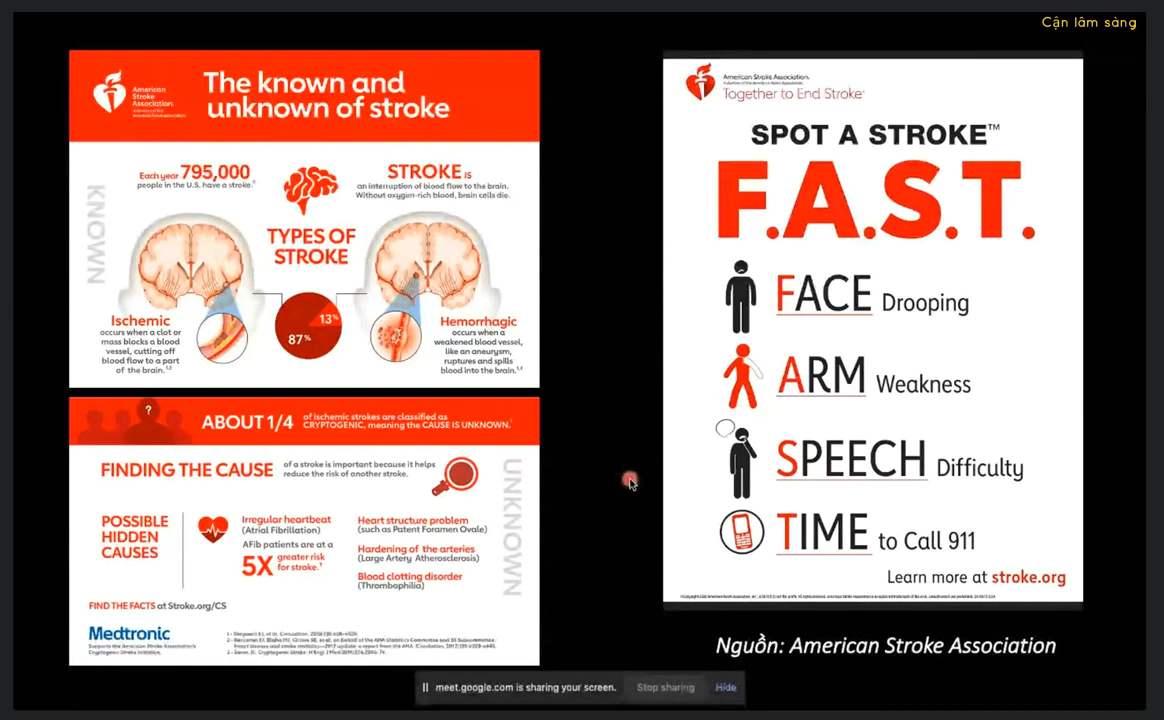 Cận lâm sàng
American
Stroke
Association.
The known and
unknown of stroke
KNOWN
Each year 795,000
people in the U.S. have a stroke.
STROKE IS
an interruption of blood flow to the brain.
Without oxygen-rich blood, brain cells die.
TYPES OF
STROKE
87%
13%
Ischemic
occurs when a clot or
mass blocks a blood
vessel, cutting off
blood flow to a part
of the brain.
Hemorrhagic
occurs when a
weakened blood vessel,
like an aneurysm,
ruptures and spills
blood into the brain.
?
ABOUT 1/4
of ischemic strokes are classified as
CRYPTOGENIC, meaning the CAUSE IS UNKNOWN.
FINDING THE CAUSE
of a stroke is important because it helps
reduce the risk of another stroke.
UNKNOWN
POSSIBLE
HIDDEN
CAUSES
Irregular heartbeat
(Atrial Fibrillation)
AFib patients are at a
5X greater risk
for stroke.
Heart structure problem
(such as Patent Foramen Ovale)
Hardening of the arteries
(Large Artery Atherosclerosis)
Blood clotting disorder
(Thrombophilia)
FIND THE FACTS at Stroke.org/CS
Medtronic
Supports the American Stroke Association's
Cryptogenic Stroke Initiative.
American Stroke Association.
Together to End Stroke
SPOT A STROKE™
F.A.S.T.
FACE Drooping
ARM Weakness
SPEECH Difficulty
TIME to Call 911
Learn more at stroke.org
Nguồn: American Stroke Association
meet.google.com is sharing your screen.
Stop sharing
Hide